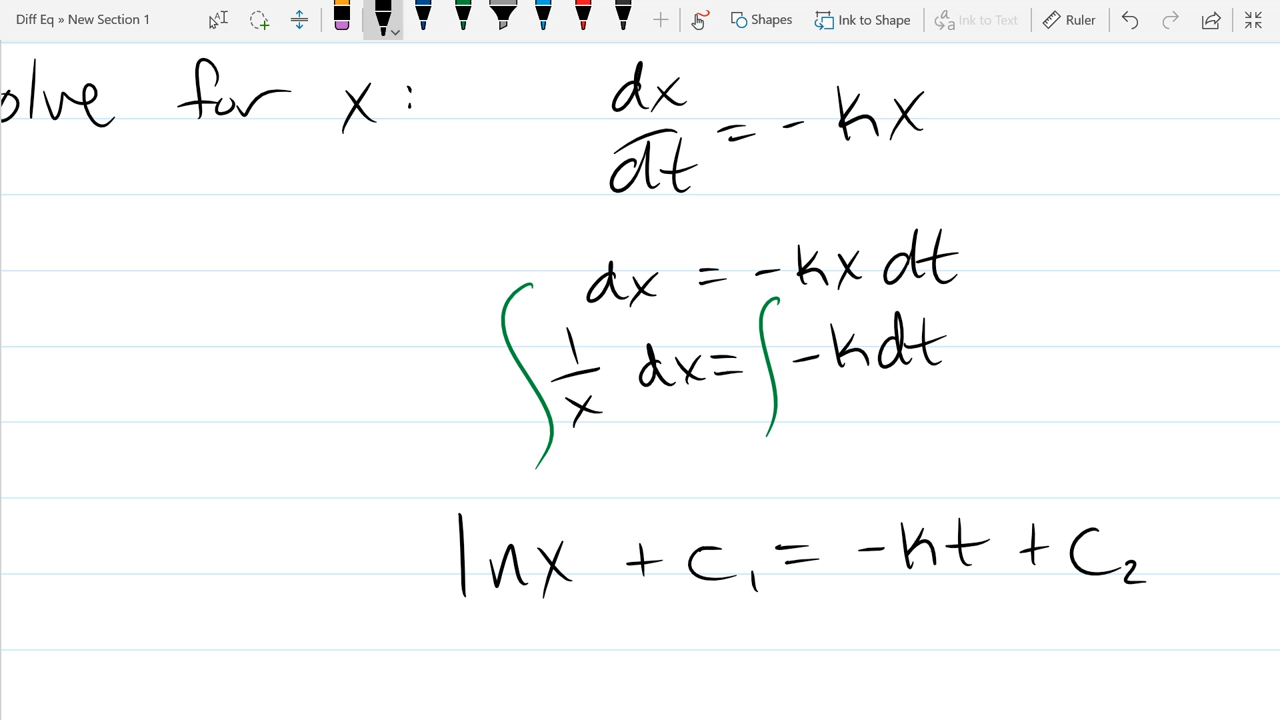 Diff Eq » New Section 1
Shapes
Ink to Shape
Ink to Text
Ruler
olve for x: dx/dt = - kx
dx = -kx dt
∫ 1/x dx = ∫ -k dt
ln x + c₁ = -kt + C₂